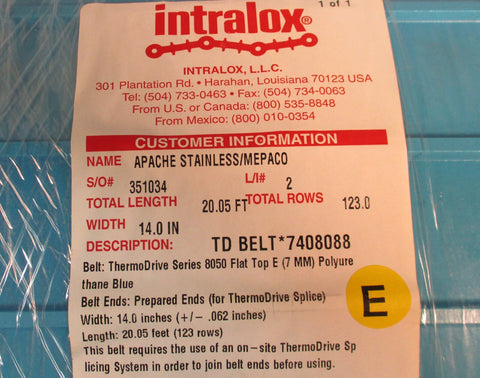 1 of 1
intralox®
INTRALOX, L.L.C.
301 Plantation Rd. • Harahan, Louisiana 70123 USA
Tel: (504) 733-0463 • Fax: (504) 734-0063
From U.S. or Canada: (800) 535-8848
From Mexico: (800) 010-0354
CUSTOMER INFORMATION
NAME APACHE STAINLESS/MEPACO
S/O# 351034 L/I# 2
TOTAL LENGTH 20.05 FT TOTAL ROWS 123.0
WIDTH 14.0 IN
DESCRIPTION: TD BELT*7408088
Belt: ThermoDrive Series 8050 Flat Top E (7 MM) Polyure
thane Blue
Belt Ends: Prepared Ends (for ThermoDrive Splice)
Width: 14.0 inches (+/- .062 inches)
Length: 20.05 feet (123 rows)
This belt requires the use of an on-site ThermoDrive Sp
licing System in order to join belt ends before using.
E